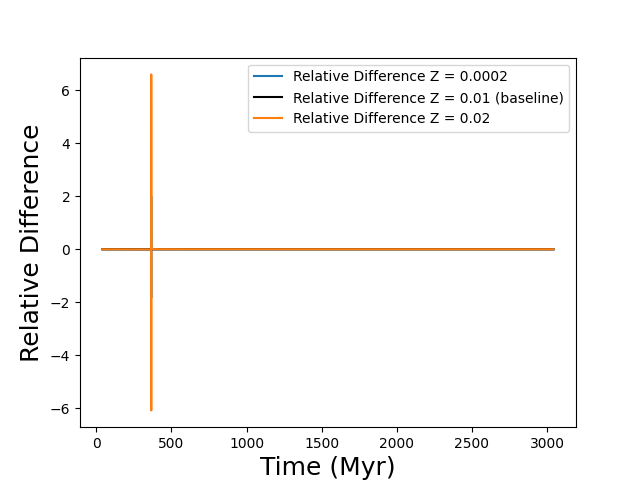 Relative Difference Z = 0.0002
Relative Difference Z = 0.01 (baseline)
Relative Difference Z = 0.02
Relative Difference
6
4
2
0
−2
−4
−6
0 500 1000 1500 2000 2500 3000
Time (Myr)